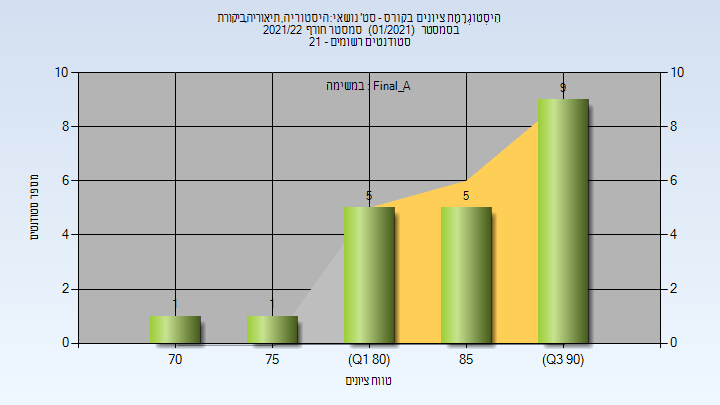 היסטוגרמת ציונים בקורס - סט' נושאי: היסטוריה, תיאוריה, ביקורת
בסמסטר (01/2021) סמסטר חורף 2021/22
סטודנטים רשומים - 21
במשימה : Final_A
10 10
9
8 8
6 6
5 5
4 4
2 2
1 1
0 0
70 75 (Q1 80) 85 (Q3 90)
מספר סטודנטים
טווח ציונים